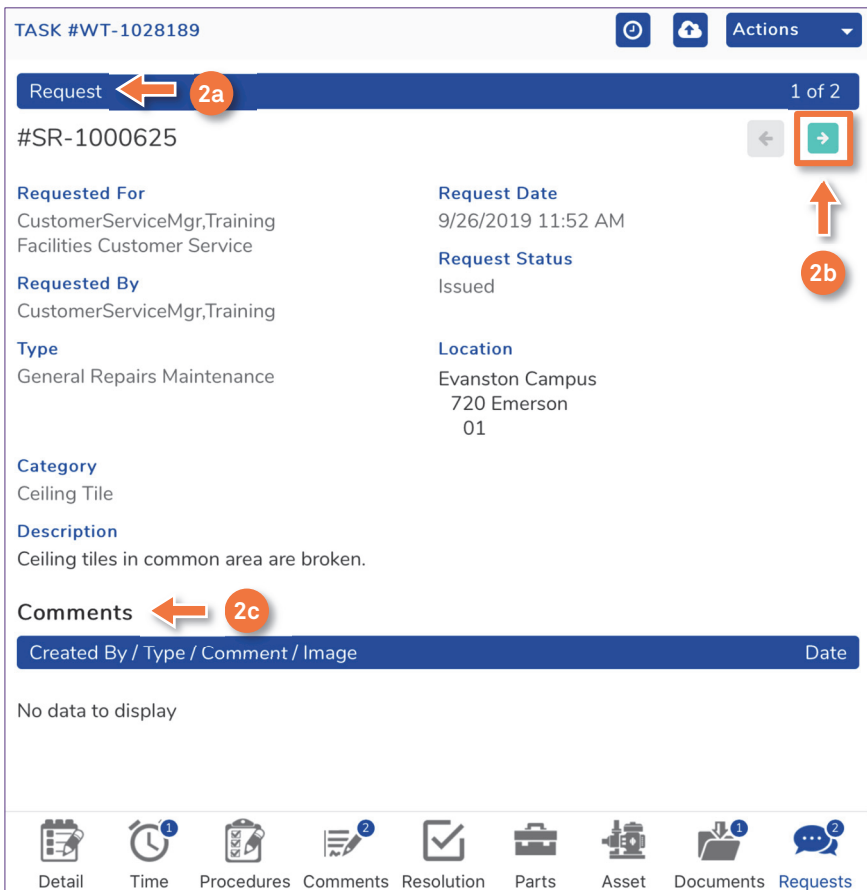 TASK #WT-1028189
Actions
Request
2a
1 of 2
#SR-1000625
Requested For
CustomerServiceMgr,Training
Facilities Customer Service
Request Date
9/26/2019 11:52 AM
2b
Requested By
CustomerServiceMgr,Training
Request Status
Issued
Type
General Repairs Maintenance
Location
Evanston Campus
720 Emerson
01
Category
Ceiling Tile
Description
Ceiling tiles in common area are broken.
Comments
2c
Created By / Type / Comment / Image
Date
No data to display
1
2
1
2
Detail
Time
Procedures
Comments
Resolution
Parts
Asset
Documents
Requests